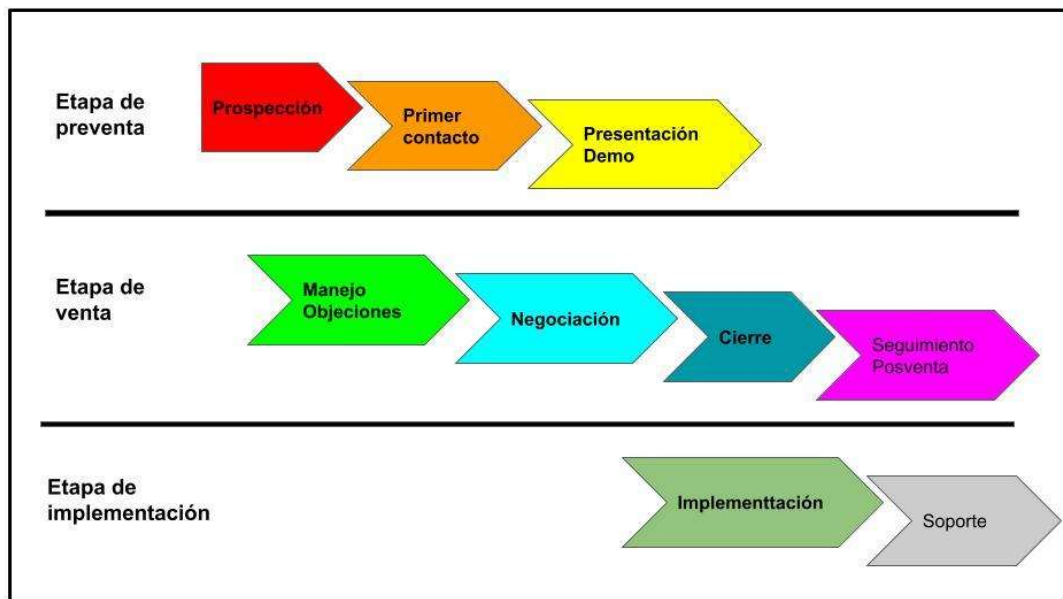 Etapa de
preventa
Prospección
Primer
contacto
Presentación
Demo
Etapa de
venta
Manejo
Objeciones
Negociación
Cierre
Seguimiento
Posventa
Etapa de
implementación
Implementtación
Soporte